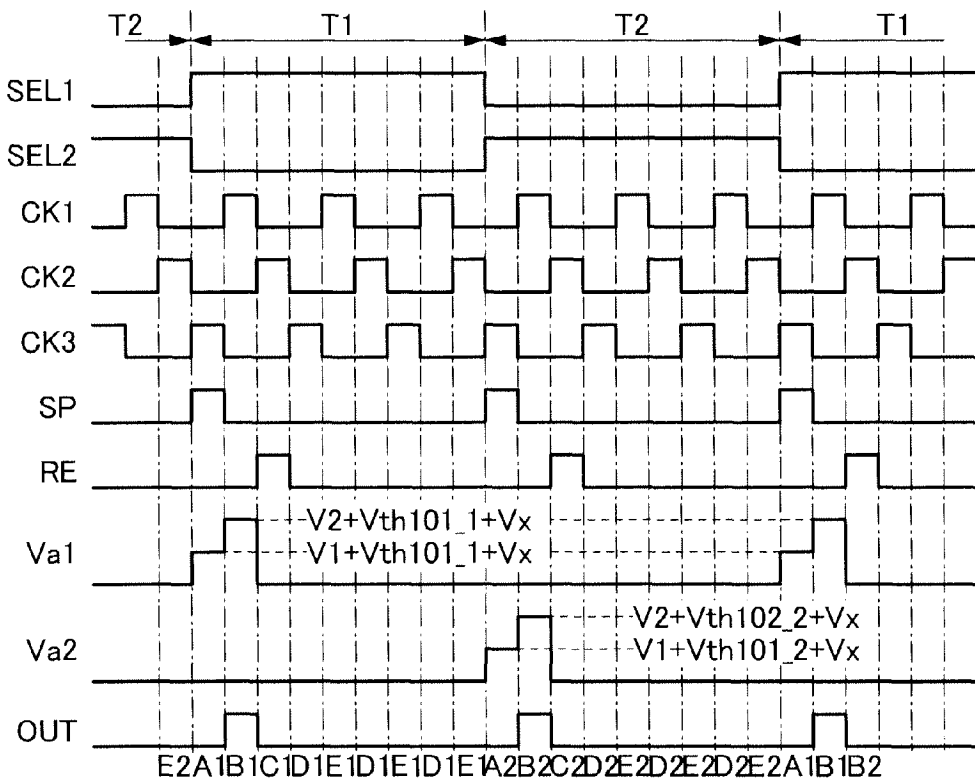 T2 T1 T2 T1
SEL1
SEL2
CK1
CK2
CK3
SP
RE
V2+Vth101_1+Vx
Va1
V1+Vth101_1+Vx
V2+Vth102_2+Vx
Va2
V1+Vth101_2+Vx
OUT
E2A1B1C1D1E1D1E1D1E1A2B2C2D2E2D2E2D2E2A1B1B2